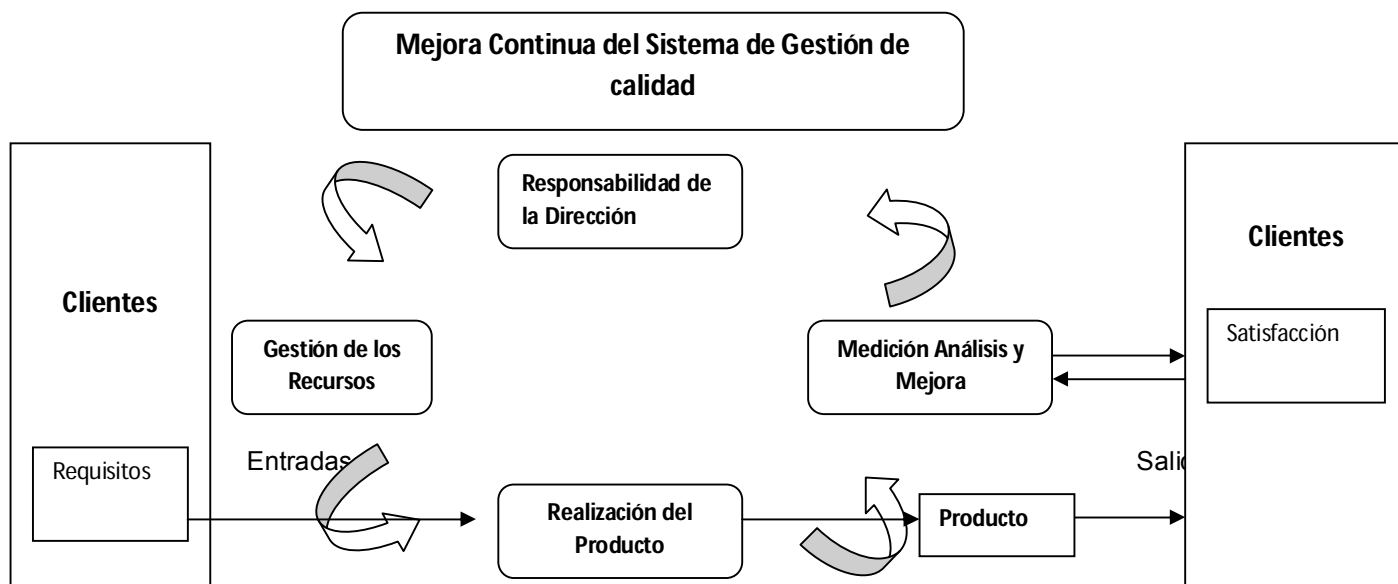 Mejora Continua del Sistema de Gestión de
calidad
Responsabilidad de
la Dirección
Clientes
Clientes
Gestión de los
Recursos
Medición Análisis y
Mejora
Satisfacción
Requisitos
Entradas
Realización del
Producto
Producto